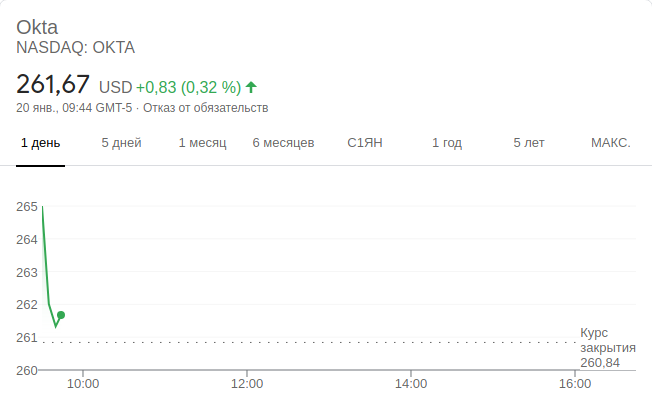 Okta
NASDAQ: OKTA
261,67 USD +0,83 (0,32 %)
20 янв., 09:44 GMT-5 · Отказ от обязательств
1 день 5 дней 1 месяц 6 месяцев С1ЯН 1 год 5 лет МАКС.
265
264
263
262
261
Курс
закрытия
260,84
260
10:00 12:00 14:00 16:00